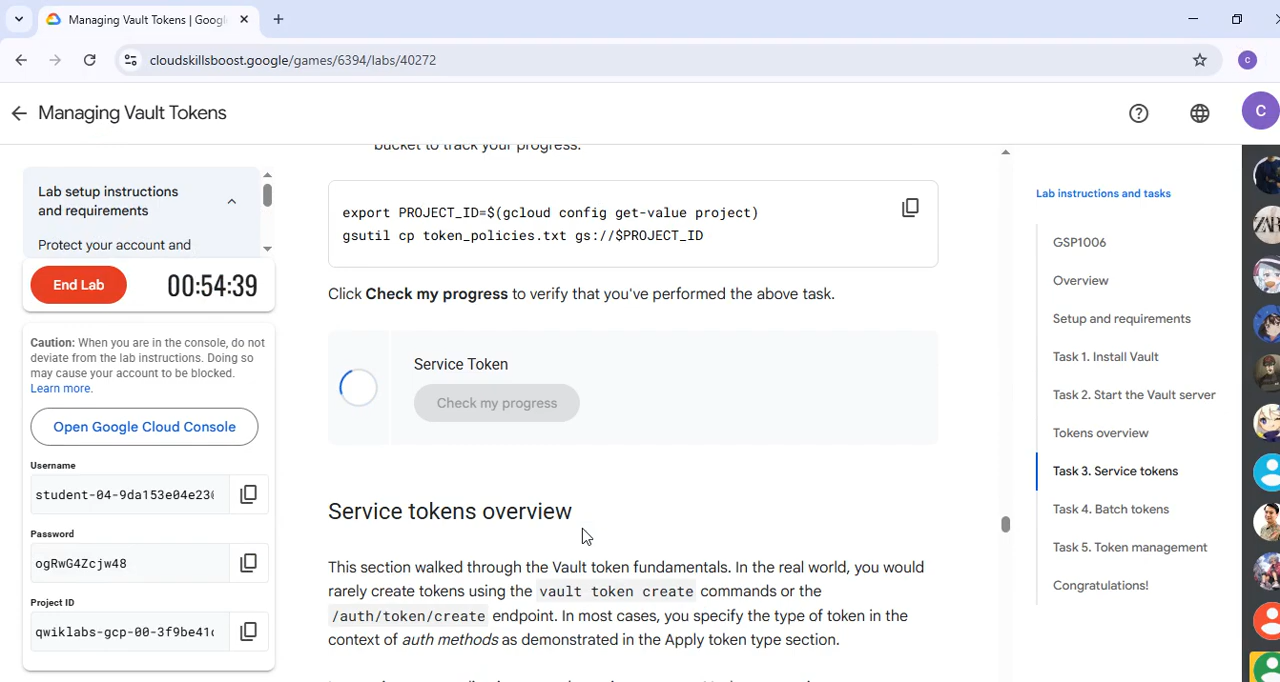 Managing Vault Tokens | Googl
cloudskillsboost.google/games/6394/labs/40272
C
Managing Vault Tokens
C
Lab setup instructions
and requirements
Protect your account and
End Lab
00:54:39
Caution: When you are in the console, do not
deviate from the lab instructions. Doing so
may cause your account to be blocked.
Learn more.
Open Google Cloud Console
Username
student-04-9da153e04e23
Password
ogRwG4Zcjw48
Project ID
qwiklabs-gcp-00-3f9be41
bucket to track your progress.
export PROJECT_ID=$(gcloud config get-value project)
gsutil cp token_policies.txt gs://$PROJECT_ID
Click Check my progress to verify that you've performed the above task.
Service Token
Check my progress
Service tokens overview
This section walked through the Vault token fundamentals. In the real world, you would
rarely create tokens using the vault token create commands or the
/auth/token/create endpoint. In most cases, you specify the type of token in the
context of auth methods as demonstrated in the Apply token type section.
Lab instructions and tasks
GSP1006
Overview
Setup and requirements
Task 1. Install Vault
Task 2. Start the Vault server
Tokens overview
Task 3. Service tokens
Task 4. Batch tokens
Task 5. Token management
Congratulations!